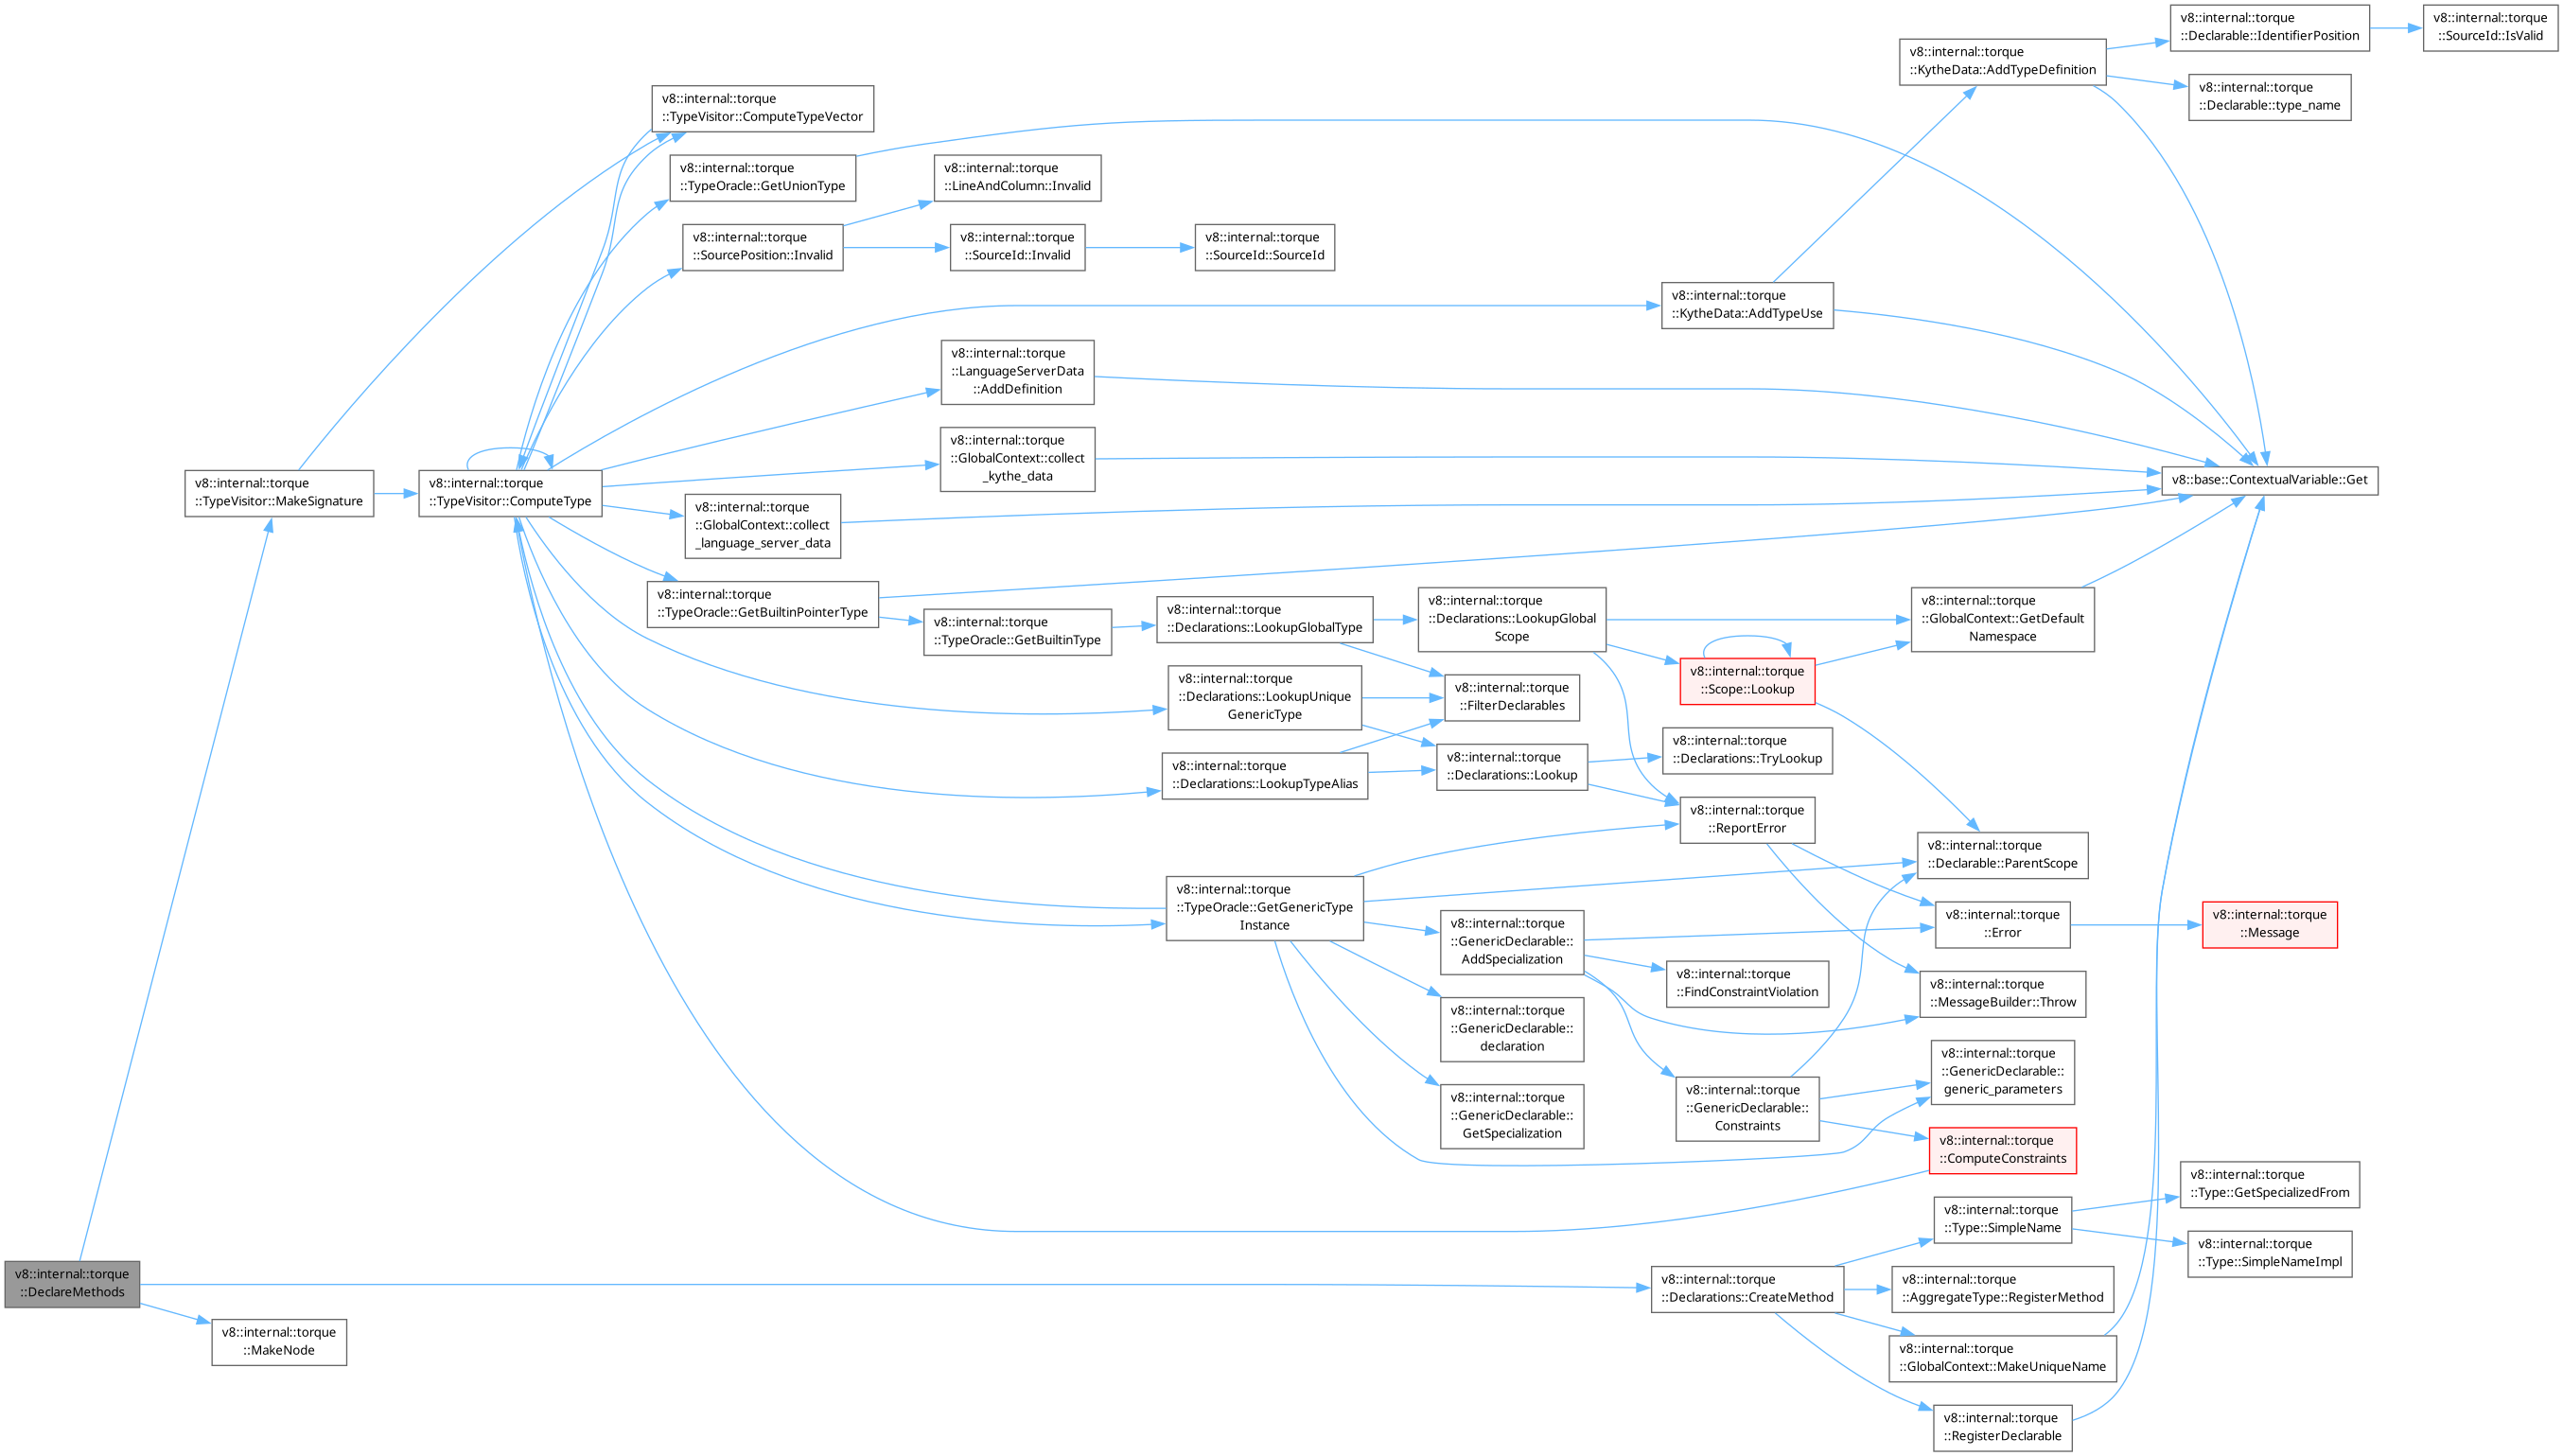 v8::internal::torque
::DeclareMethods
v8::internal::torque
::TypeVisitor::MakeSignature
v8::internal::torque
::MakeNode
v8::internal::torque
::TypeVisitor::ComputeType
v8::internal::torque
::TypeVisitor::ComputeTypeVector
v8::internal::torque
::TypeOracle::GetUnionType
v8::internal::torque
::SourcePosition::Invalid
v8::internal::torque
::LineAndColumn::Invalid
v8::internal::torque
::SourceId::Invalid
v8::internal::torque
::SourceId::SourceId
v8::internal::torque
::KytheData::AddTypeUse
v8::internal::torque
::KytheData::AddTypeDefinition
v8::internal::torque
::Declarable::IdentifierPosition
v8::internal::torque
::SourceId::IsValid
v8::internal::torque
::Declarable::type_name
v8::internal::torque
::LanguageServerData
::AddDefinition
v8::internal::torque
::GlobalContext::collect
_kythe_data
v8::internal::torque
::GlobalContext::collect
_language_server_data
v8::base::ContextualVariable::Get
v8::internal::torque
::TypeOracle::GetBuiltinPointerType
v8::internal::torque
::TypeOracle::GetBuiltinType
v8::internal::torque
::Declarations::LookupGlobalType
v8::internal::torque
::Declarations::LookupGlobal
Scope
v8::internal::torque
::Scope::Lookup
v8::internal::torque
::GlobalContext::GetDefault
Namespace
v8::internal::torque
::Declarations::LookupUnique
GenericType
v8::internal::torque
::FilterDeclarables
v8::internal::torque
::Declarations::LookupTypeAlias
v8::internal::torque
::Declarations::Lookup
v8::internal::torque
::Declarations::TryLookup
v8::internal::torque
::ReportError
v8::internal::torque
::Declarable::ParentScope
v8::internal::torque
::TypeOracle::GetGenericType
Instance
v8::internal::torque
::GenericDeclarable::
AddSpecialization
v8::internal::torque
::Error
v8::internal::torque
::Message
v8::internal::torque
::FindConstraintViolation
v8::internal::torque
::MessageBuilder::Throw
v8::internal::torque
::GenericDeclarable::
declaration
v8::internal::torque
::GenericDeclarable::
GetSpecialization
v8::internal::torque
::GenericDeclarable::
Constraints
v8::internal::torque
::GenericDeclarable::
generic_parameters
v8::internal::torque
::ComputeConstraints
v8::internal::torque
::Declarations::CreateMethod
v8::internal::torque
::Type::SimpleName
v8::internal::torque
::Type::GetSpecializedFrom
v8::internal::torque
::Type::SimpleNameImpl
v8::internal::torque
::AggregateType::RegisterMethod
v8::internal::torque
::GlobalContext::MakeUniqueName
v8::internal::torque
::RegisterDeclarable